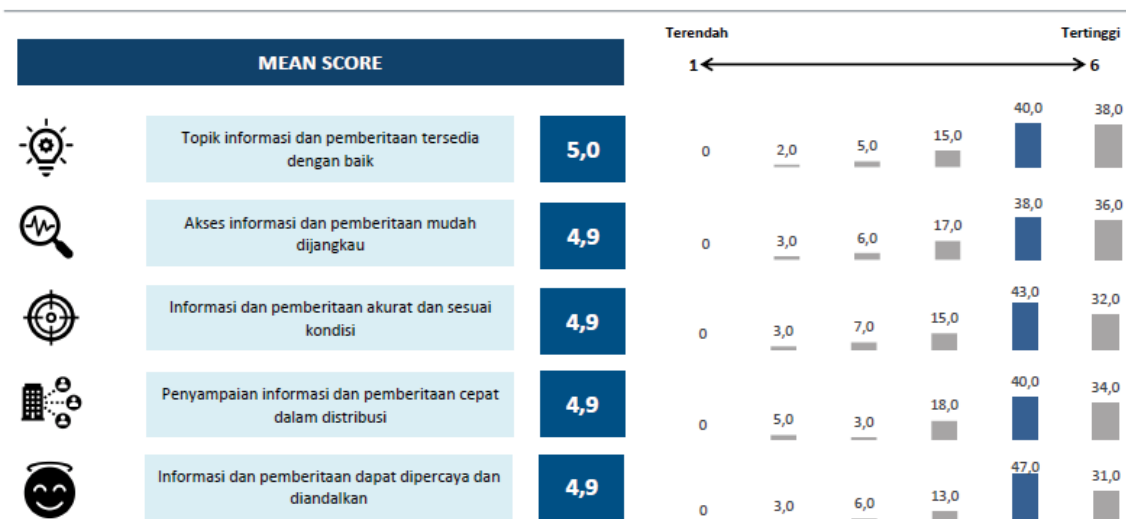 Terendah
Tertinggi
MEAN SCORE
1
6
Topik informasi dan pemberitaan tersedia
dengan baik
5,0
0
2,0
5,0
15,0
40,0
38,0
Akses informasi dan pemberitaan mudah
dijangkau
4,9
0
3,0
6,0
17,0
38,0
36,0
Informasi dan pemberitaan akurat dan sesuai
kondisi
4,9
0
3,0
7,0
15,0
43,0
32,0
Penyampaian informasi dan pemberitaan cepat
dalam distribusi
4,9
0
5,0
3,0
18,0
40,0
34,0
Informasi dan pemberitaan dapat dipercaya dan
diandalkan
4,9
0
3,0
6,0
13,0
47,0
31,0